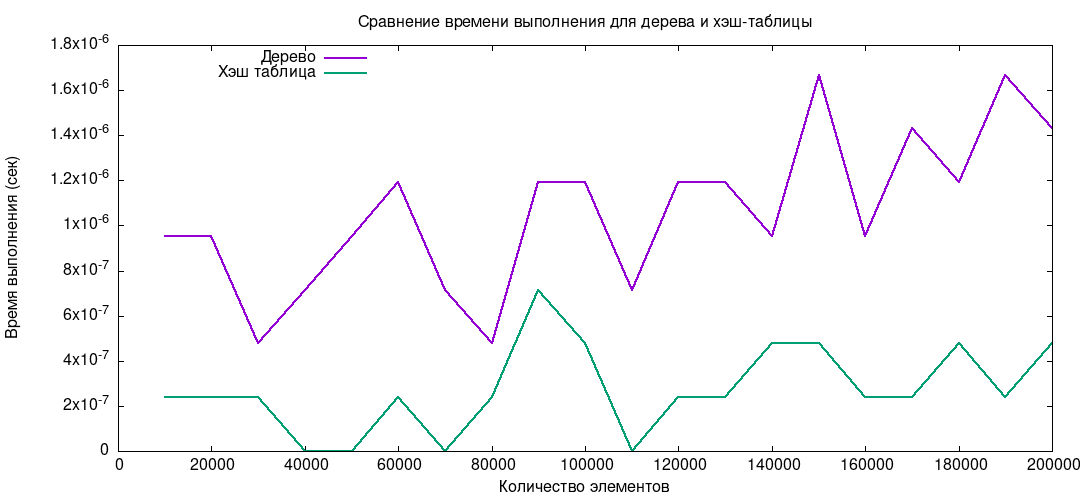 Сравнение времени выполнения для дерева и хэш-таблицы
Дерево
Хэш таблица
Время выполнения (сек)
1.8x10^-6
1.6x10^-6
1.4x10^-6
1.2x10^-6
1x10^-6
8x10^-7
6x10^-7
4x10^-7
2x10^-7
0
0 20000 40000 60000 80000 100000 120000 140000 160000 180000 200000
Количество элементов